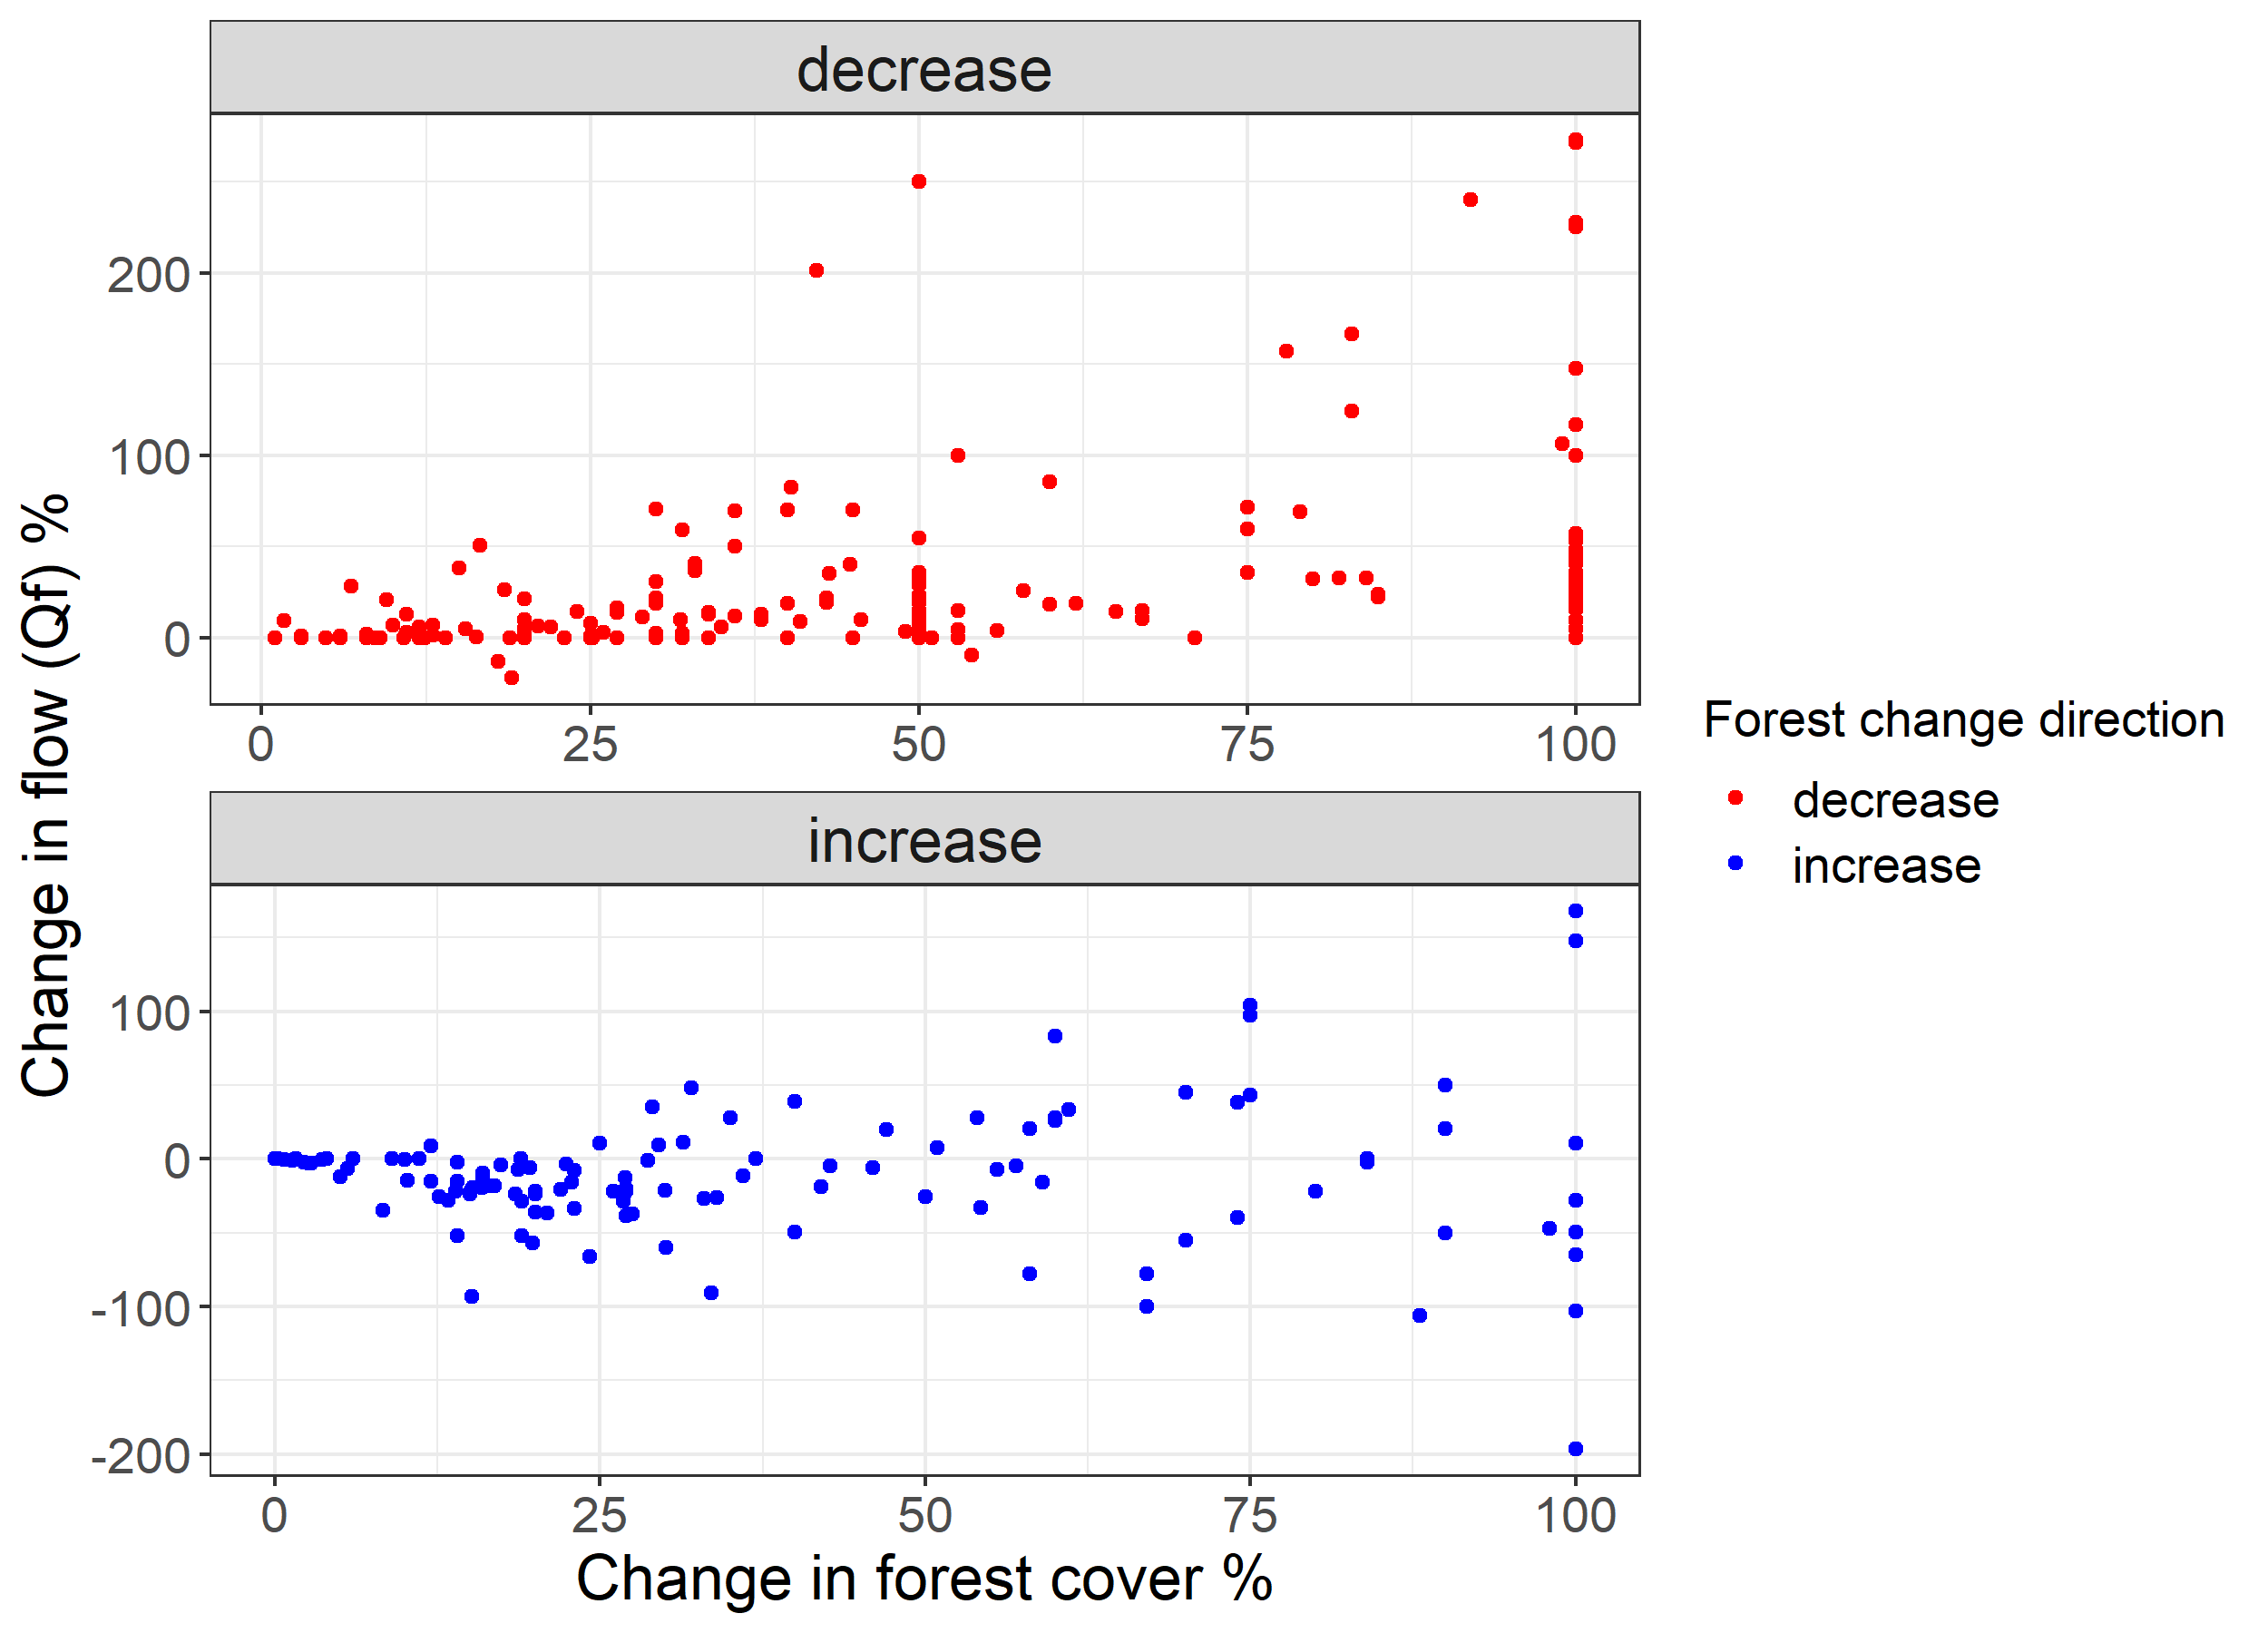 decrease
200
100
0
0 25 50 75 100
increase
100
0
-100
-200
0 25 50 75 100
Change in forest cover %
Change in flow (Qf) %
Forest change direction
decrease
increase